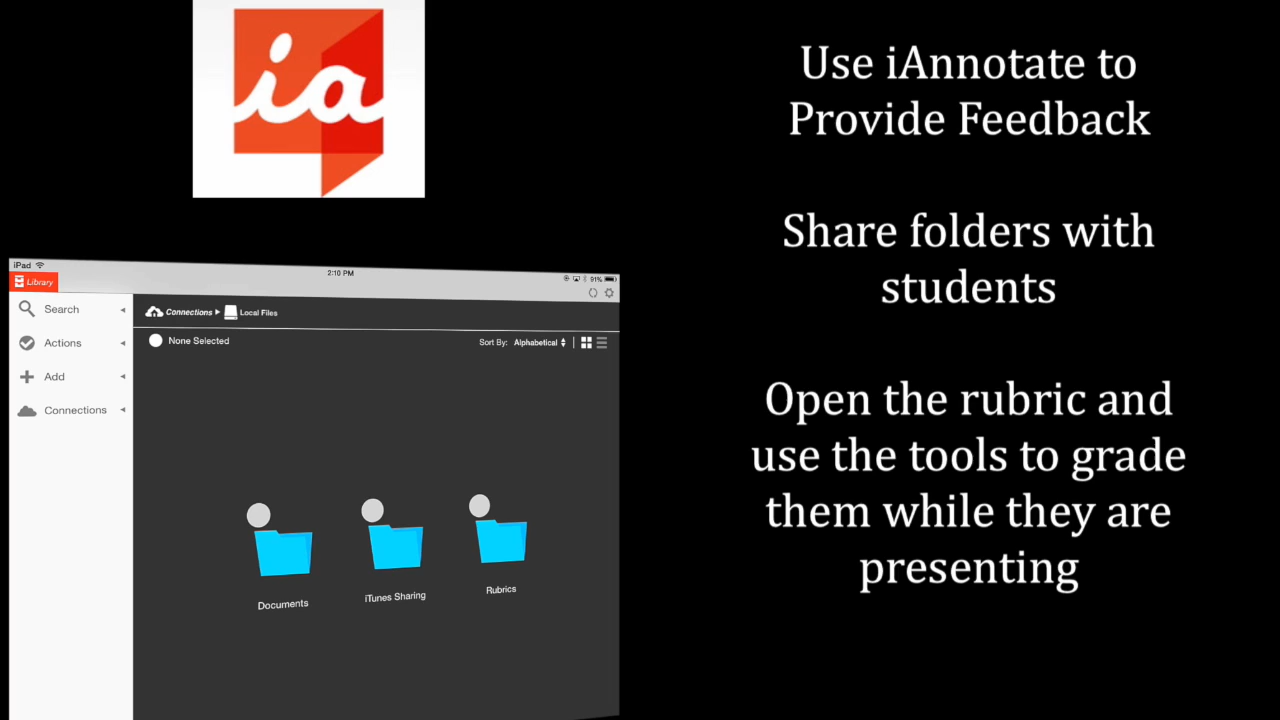 ia
Use iAnnotate to
Provide Feedback
Share folders with
students
Open the rubric and
use the tools to grade
them while they are
presenting
iPad
2:10 PM
91%
Library
Search
Actions
Add
Connections
Connections
Local Files
None Selected
Sort By: Alphabetical
Documents
iTunes Sharing
Rubrics